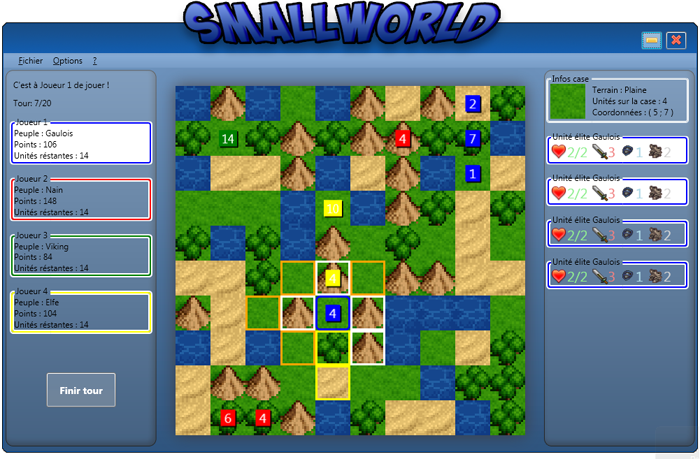 SMALLWORLD
Fichier Options ?
C'est à Joueur 1 de jouer !
Tour: 7/20
Joueur 1
Peuple : Gaulois
Points : 106
Unités réstantes : 14
Joueur 2
Peuple : Nain
Points : 148
Unités réstantes : 14
Joueur 3
Peuple : Viking
Points : 84
Unités réstantes : 14
Joueur 4
Peuple : Elfe
Points : 104
Unités réstantes : 14
Finir tour
2
14
4
7
1
10
4
4
6
4
Infos case
Terrain : Plaine
Unités sur la case : 4
Coordonnées : ( 5 ; 7 )
Unité élite Gaulois
2/2 3 1 2
Unité élite Gaulois
2/2 3 1 2
Unité élite Gaulois
2/2 3 1 2
Unité élite Gaulois
2/2 3 1 2